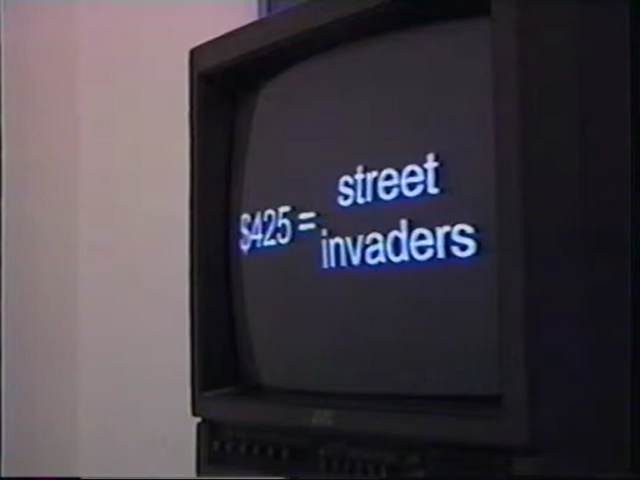 $425 =
street
invaders